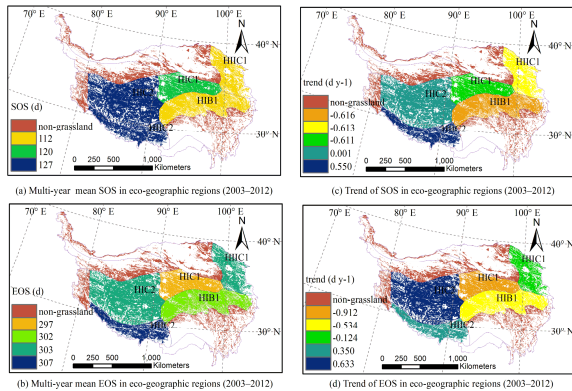 70° E
80° E
90° E
100° E
N
40° N
30° N
HIIC1
HIC1
HIB1
HIIC2
SOS (d)
non-grassland
112
120
127
0 250 500 1,000
Kilometers
(a) Multi-year mean SOS in eco-geographic regions (2003–2012)
70° E
80° E
90° E
100° E
N
40° N
30° N
HIIC1
HIC1
HIB1
HIIC2
trend (d y-1)
non-grassland
-0.616
-0.613
-0.611
0.001
0.550
0 250 500 1,000
Kilometers
(c) Trend of SOS in eco-geographic regions (2003–2012)
70° E
80° E
90° E
100° E
N
40° N
30° N
HIIC1
HIC1
HIB1
HIIC2
EOS (d)
non-grassland
297
302
303
307
0 250 500 1,000
Kilometers
(b) Multi-year mean EOS in eco-geographic regions (2003–2012)
70° E
80° E
90° E
100° E
N
40° N
30° N
HIIC1
HIC1
HIB1
HIIC2
trend (d y-1)
non-grassland
-0.912
-0.534
-0.124
0.350
0.633
0 250 500 1,000
Kilometers
(d) Trend of EOS in eco-geographic regions (2003–2012)